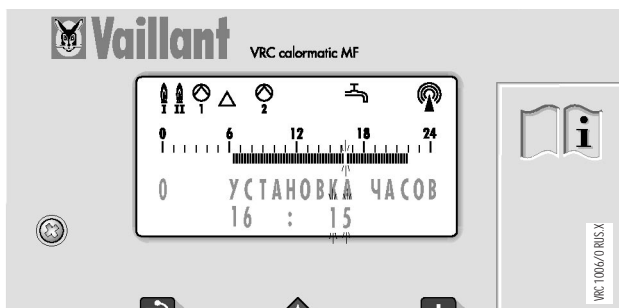 Vaillant
VRC calormatic MF
I II 1 2
0 6 12 18 24
0 УСТАНОВКА ЧАСОВ
16 : 15
i
VRC 1006/0 RUS.X